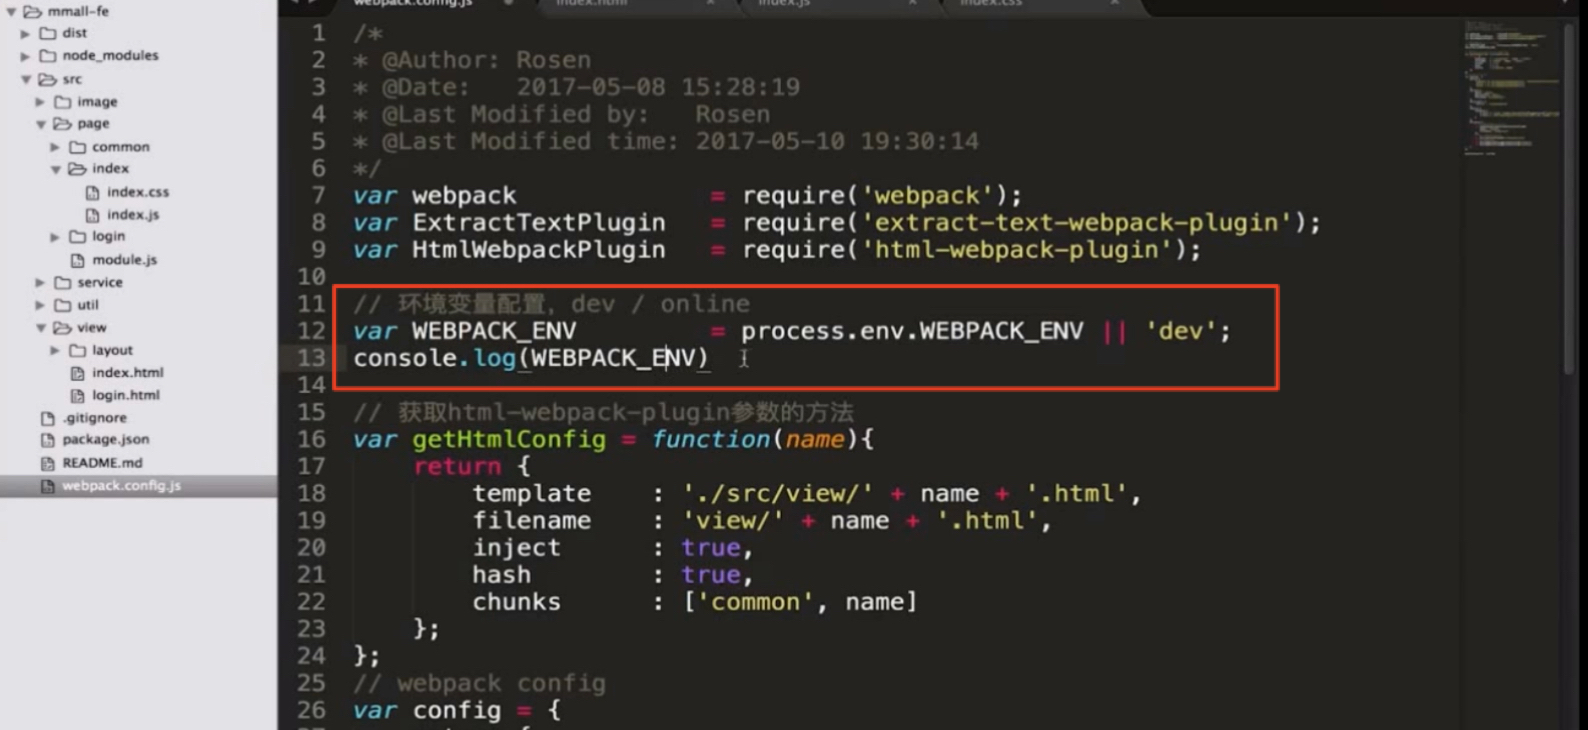 mmall-fe
dist
node_modules
src
image
page
common
index
index.css
index.js
login
module.js
service
util
view
layout
index.html
login.html
.gitignore
package.json
README.md
webpack.config.js
webpack.config.js
index.html
index.js
index.css
1 /*
2 * @Author: Rosen
3 * @Date:   2017-05-08 15:28:19
4 * @Last Modified by:   Rosen
5 * @Last Modified time: 2017-05-10 19:30:14
6 */
7 var webpack             = require('webpack');
8 var ExtractTextPlugin   = require('extract-text-webpack-plugin');
9 var HtmlWebpackPlugin   = require('html-webpack-plugin');
10
11 // 环境变量配置，dev / online
12 var WEBPACK_ENV         = process.env.WEBPACK_ENV || 'dev';
13 console.log(WEBPACK_ENV)
14
15 // 获取html-webpack-plugin参数的方法
16 var getHtmlConfig = function(name){
17     return {
18         template    : './src/view/' + name + '.html',
19         filename    : 'view/' + name + '.html',
20         inject      : true,
21         hash        : true,
22         chunks      : ['common', name]
23     };
24 };
25 // webpack config
26 var config = {